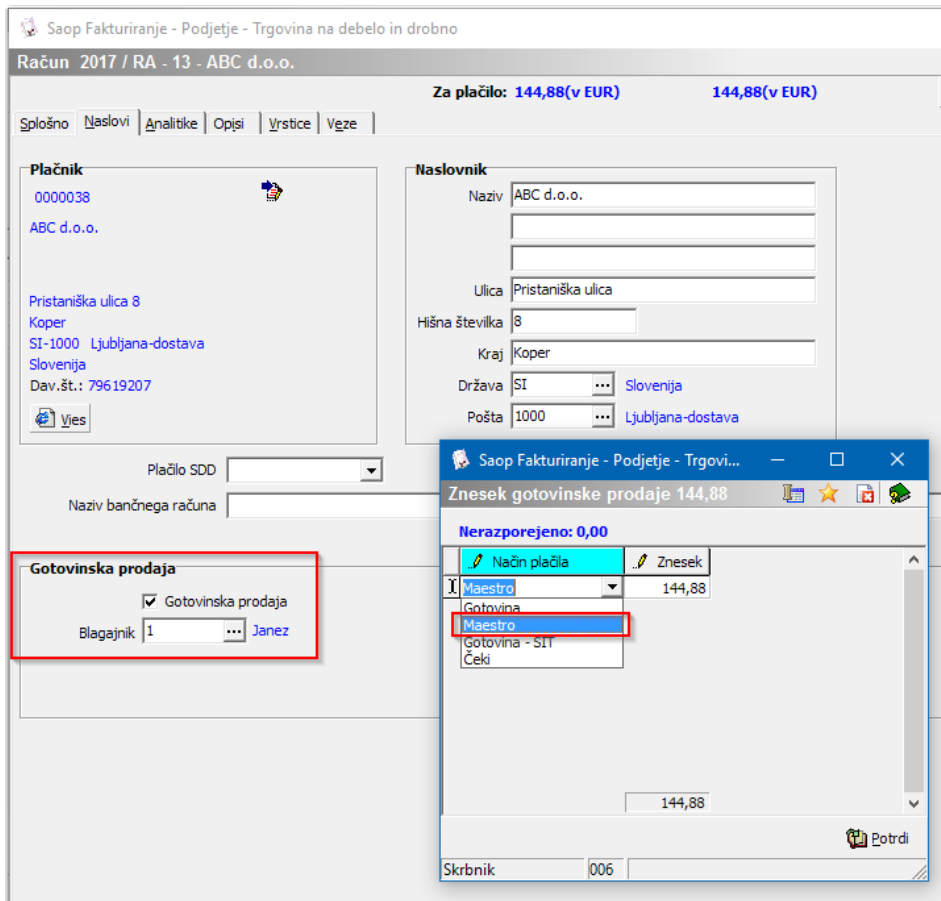 Saop Fakturiranje - Podjetje - Trgovina na debelo in drobno
Račun 2017 / RA - 13 - ABC d.o.o.
Za plačilo: 144,88(v EUR) 144,88(v EUR)
Splošno Naslovi Analitike Opisi Vrstice Veze
Plačnik
0000038
ABC d.o.o.
Pristaniška ulica 8
Koper
SI-1000 Ljubljana-dostava
Slovenija
Dav.št.: 79619207
Vies
Naslovnik
Naziv ABC d.o.o.
Ulica Pristaniška ulica
Hišna številka 8
Kraj Koper
Država SI ... Slovenija
Pošta 1000 ... Ljubljana-dostava
Plačilo SDD
Naziv bančnega računa
Gotovinska prodaja
Gotovinska prodaja
Blagajnik 1 ... Janez
Saop Fakturiranje - Podjetje - Trgovi...
Znesek gotovinske prodaje 144,88
Nerazporejeno: 0,00
Način plačila Znesek
Maestro 144,88
Gotovina
Maestro
Gotovina - SIT
Čeki
144,88
Potrdi
Skrbnik 006